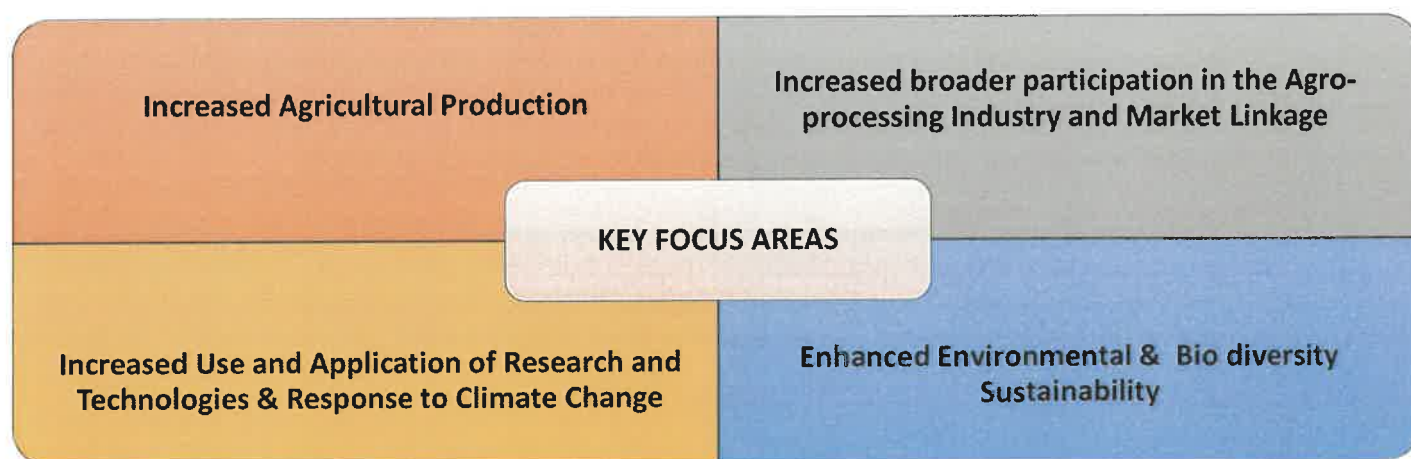 Increased Agricultural Production
Increased broader participation in the Agro-
processing Industry and Market Linkage
KEY FOCUS AREAS
Increased Use and Application of Research and
Technologies & Response to Climate Change
Enhanced Environmental & Bio diversity
Sustainability